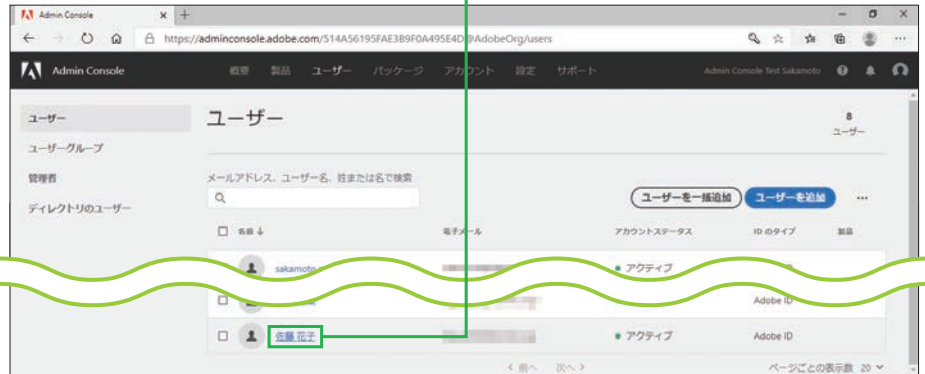 Admin Console
https://adminconsole.adobe.com/514A56195FAE3B9F0A495E4D@AdobeOrg/users
Admin Console 概要 製品 ユーザー パッケージ アカウント 設定 サポート Admin Console Test Sakamoto
ユーザー
ユーザーグループ
管理者
ディレクトリのユーザー
ユーザー
8
ユーザー
メールアドレス、ユーザー名、姓または名で検索
ユーザーを一括追加 ユーザーを追加
名前 ↓ 電子メール アカウントステータス ID のタイプ 製品
sakamoto アクティブ
Adobe ID
佐藤 花子 アクティブ Adobe ID
< 前へ 次へ > ページごとの表示数 20